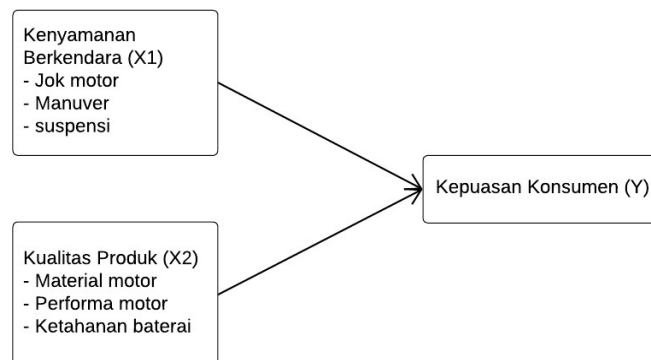 Kenyamanan
Berkendara (X1)
- Jok motor
- Manuver
- suspensi
Kepuasan Konsumen (Y)
Kualitas Produk (X2)
- Material motor
- Performa motor
- Ketahanan baterai